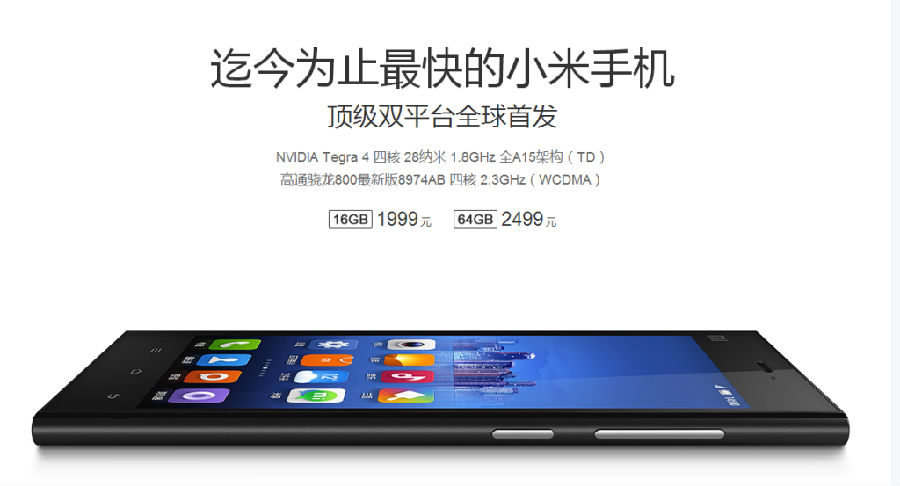 迄今为止最快的小米手机
顶级双平台全球首发
NVIDIA Tegra 4 四核 28纳米 1.8GHz 全A15架构（TD）
高通骁龙800最新版8974AB 四核 2.3GHz（WCDMA）
16GB 1999元 64GB 2499元